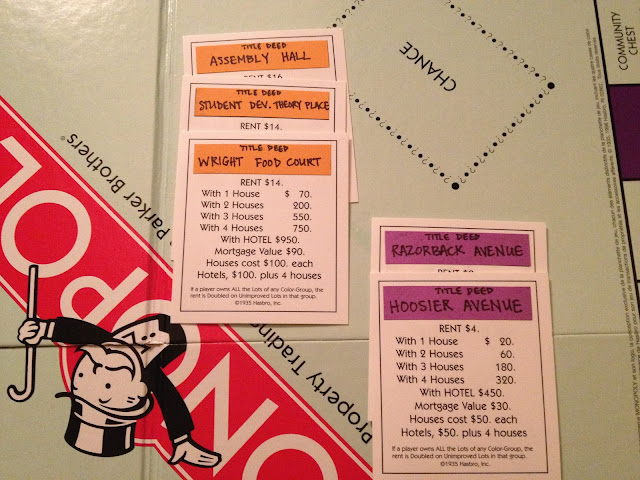 TITLE DEED
ASSEMBLY HALL
RENT $16
TITLE DEED
STUDENT DEV. THEORY PLACE
RENT $14.
TITLE DEED
WRIGHT FOOD COURT
RENT $14.
With 1 House $ 70.
With 2 Houses 200.
With 3 Houses 550.
With 4 Houses 750.
With HOTEL $950.
Mortgage Value $90.
Houses cost $100. each
Hotels, $100. plus 4 houses
If a player owns ALL the Lots of any Color-Group, the
rent is Doubled on Unimproved Lots in that group.
©1935 Hasbro, Inc.
TITLE DEED
RAZORBACK AVENUE
TITLE DEED
HOOSIER AVENUE
RENT $4.
With 1 House $ 20.
With 2 Houses 60.
With 3 Houses 180.
With 4 Houses 320.
With HOTEL $450.
Mortgage Value $30.
Houses cost $50. each
Hotels, $50. plus 4 houses
If a player owns ALL the Lots of any Color-Group, the
rent is Doubled on Unimproved Lots in that group.
©1935 Hasbro, Inc.
CHANCE
COMMUNITY
CHEST
Parker Brothers®
Property Trading
NOPOL